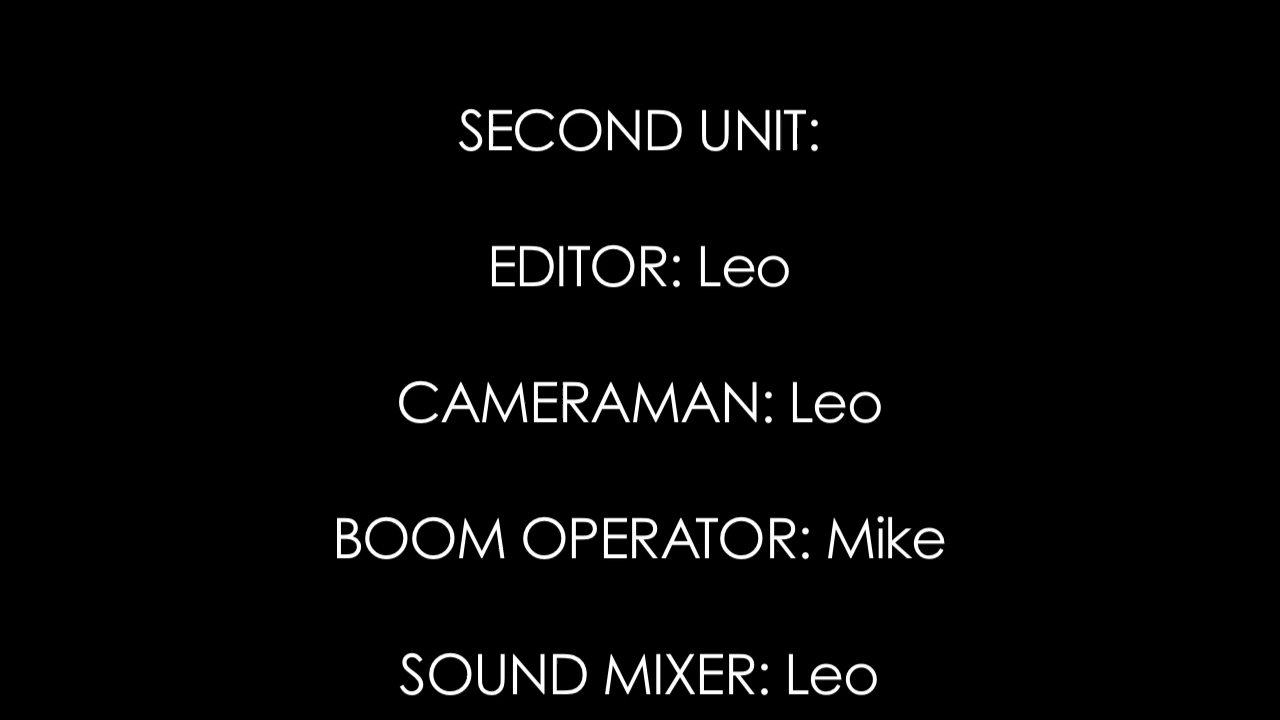 SECOND UNIT:
EDITOR: Leo
CAMERAMAN: Leo
BOOM OPERATOR: Mike
SOUND MIXER: Leo